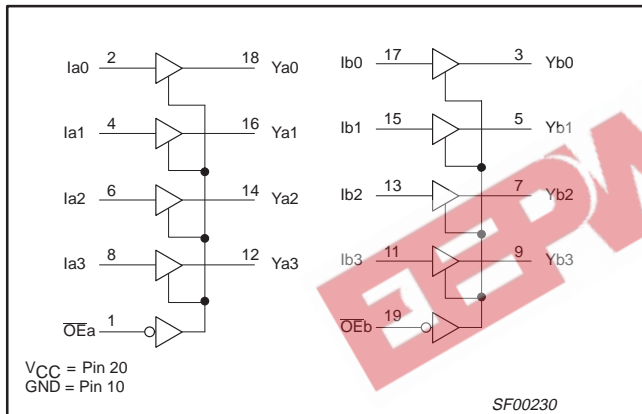 Ia0 2 18 Ya0
Ia1 4 16 Ya1
Ia2 6 14 Ya2
Ia3 8 12 Ya3
OEa 1
VCC = Pin 20
GND = Pin 10
Ib0 17 3 Yb0
Ib1 15 5 Yb1
Ib2 13 7 Yb2
Ib3 11 9 Yb3
OEb 19
SF00230
EEPW